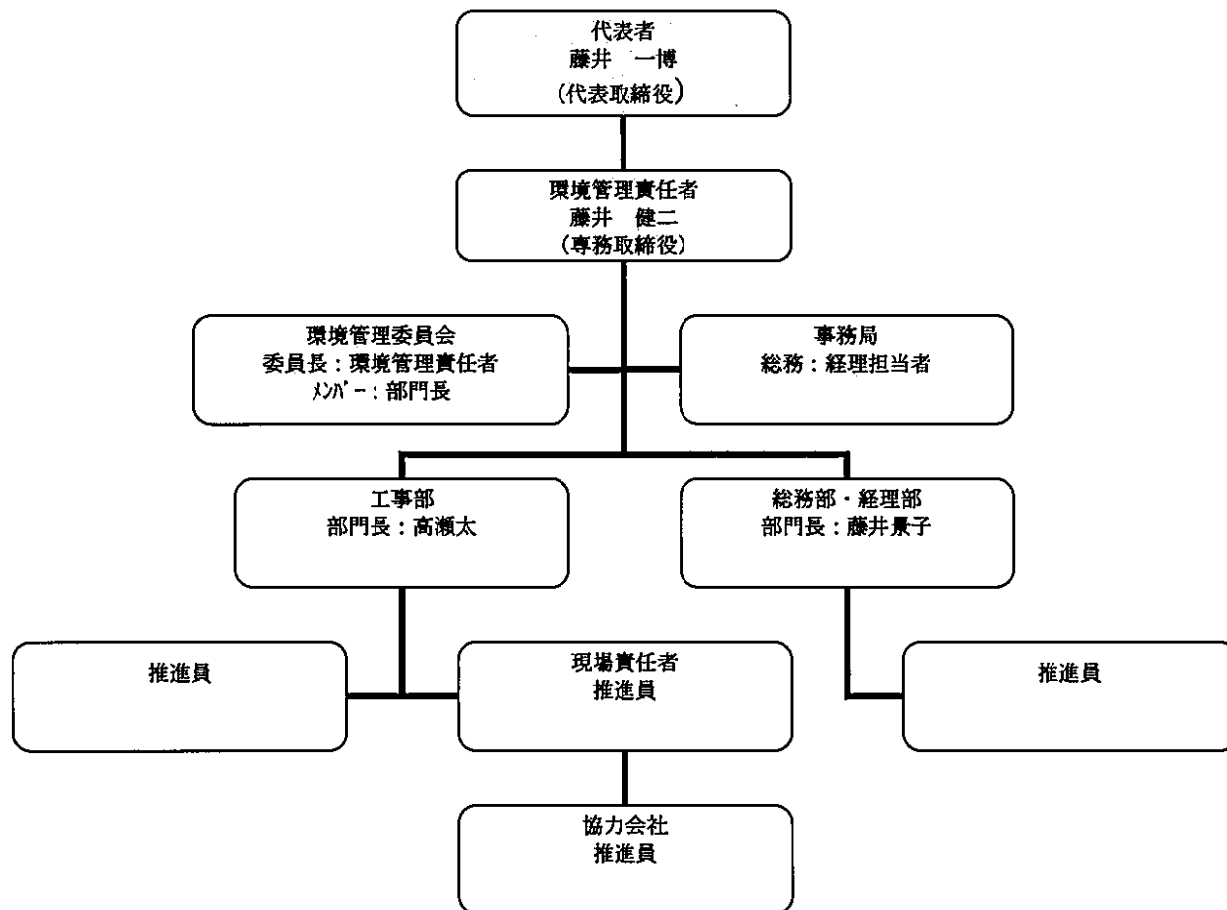 代表者
藤井　一博
(代表取締役)
環境管理責任者
藤井　健二
(専務取締役)
環境管理委員会
委員長：環境管理責任者
ﾒﾝﾊﾞｰ：部門長
事務局
総務：経理担当者
工事部
部門長：高瀬太
総務部・経理部
部門長：藤井景子
推進員
現場責任者
推進員
推進員
協力会社
推進員